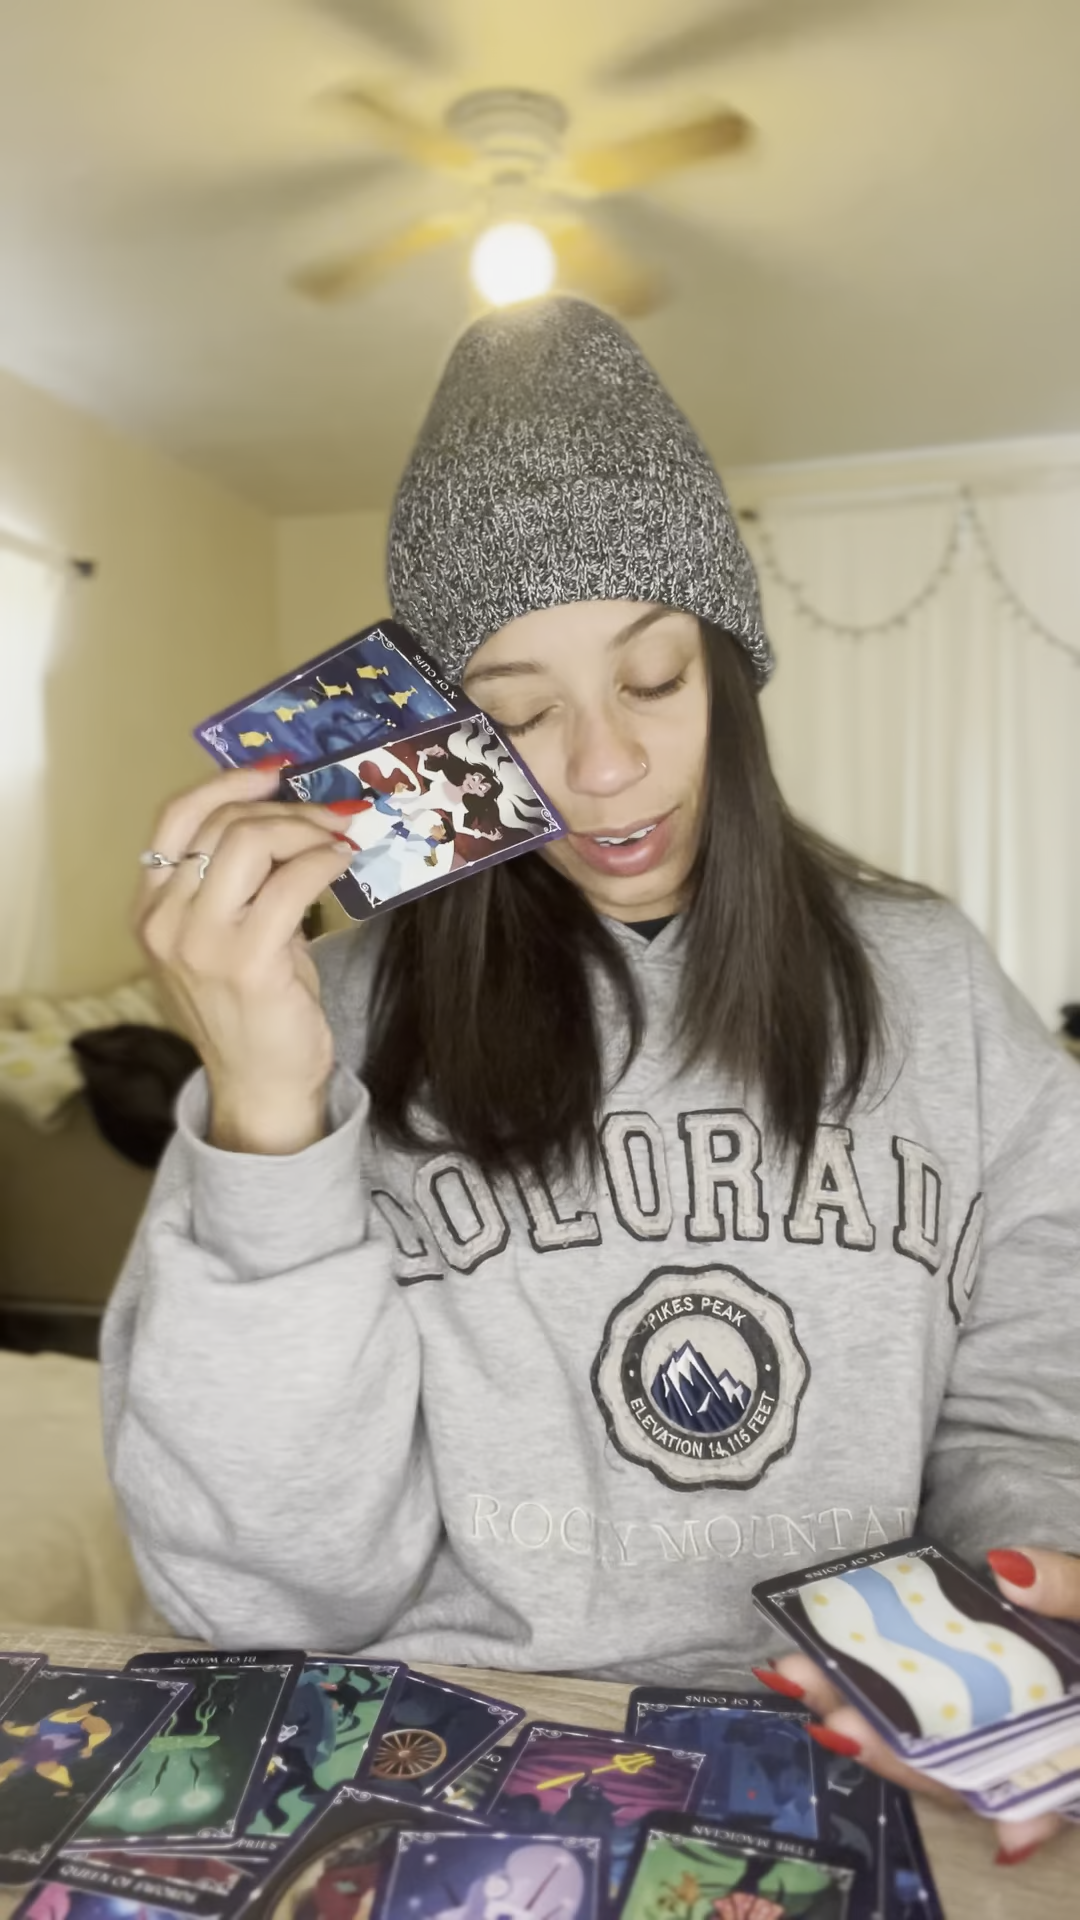 X OF CUPS
COLORADO
PIKES PEAK
ELEVATION 14,115 FEET
ROCKY MOUNTAI
IX OF COINS
III OF WANDS
X OF COINS
I THE MAGICIAN
QUEEN OF SWORDS